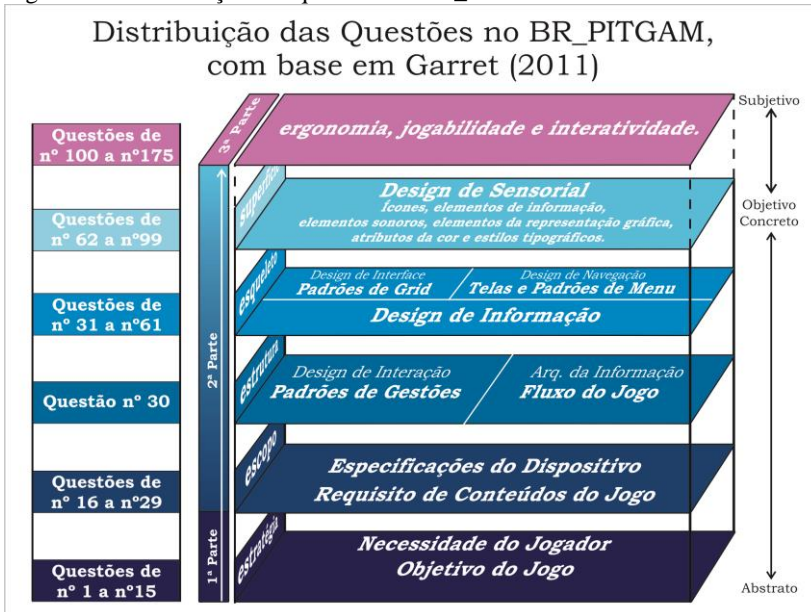 Distribuição das Questões no BR_PITGAM,
com base em Garret (2011)
Questões de
nº 100 a nº175
3ª Parte
ergonomia, jogabilidade e interatividade.
Subjetivo
Questões de
nº 62 a nº99
superfície
Design de Sensorial
Ícones, elementos de informação,
elementos sonoros, elementos da representação gráfica,
atributos da cor e estilos tipográficos.
Objetivo
Concreto
Questões de
nº 31 a nº61
esqueleto
Design de Interface
Padrões de Grid
Design de Navegação
Telas e Padrões de Menu
Design de Informação
2ª Parte
Questão nº 30
estrutura
Design de Interação
Padrões de Gestões
Arq. da Informação
Fluxo do Jogo
Questões de
nº 16 a nº29
escopo
Especificações do Dispositivo
Requisito de Conteúdos do Jogo
Questões de
nº 1 a nº15
1ª Parte
estratégia
Necessidade do Jogador
Objetivo do Jogo
Abstrato